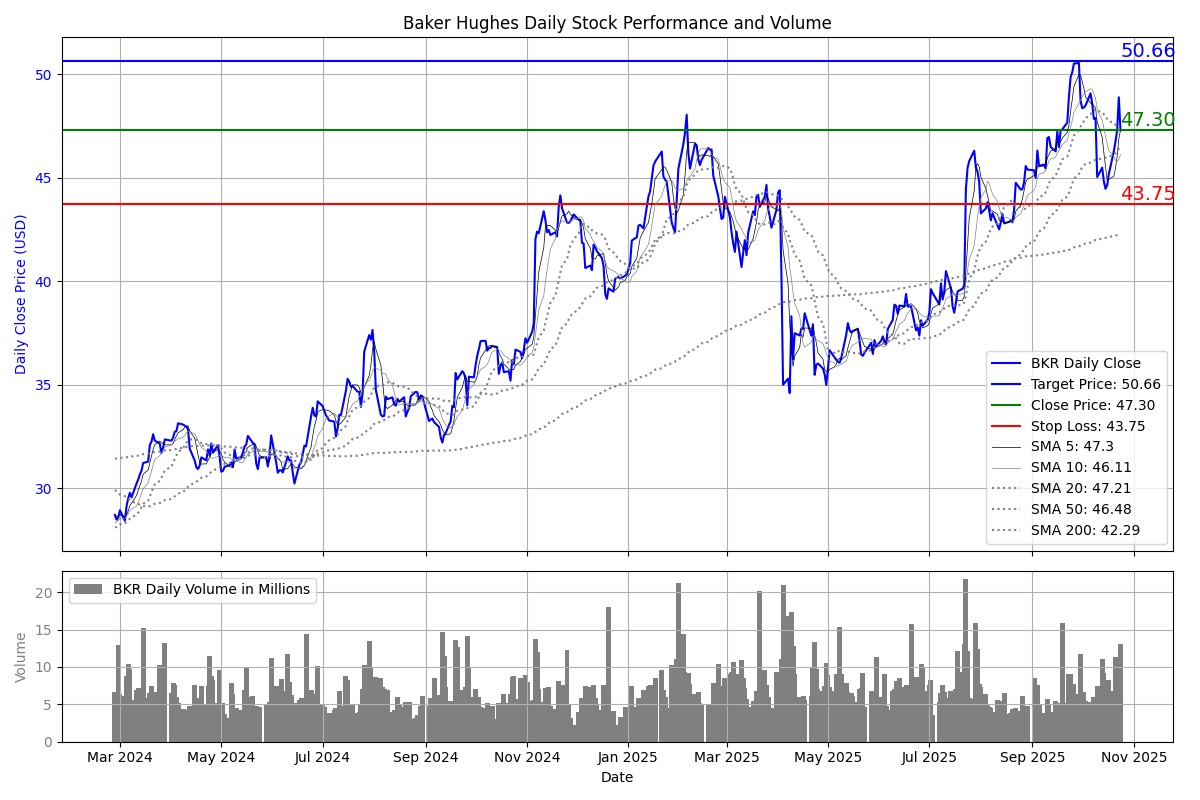 Baker Hughes Daily Stock Performance and Volume
50.66
50
47.30
45
43.75
40
35
30
Daily Close Price (USD)
BKR Daily Close
Target Price: 50.66
Close Price: 47.30
Stop Loss: 43.75
SMA 5: 47.3
SMA 10: 46.11
SMA 20: 47.21
SMA 50: 46.48
SMA 200: 42.29
BKR Daily Volume in Millions
20
15
10
5
0
Volume
Mar 2024 May 2024 Jul 2024 Sep 2024 Nov 2024 Jan 2025 Mar 2025 May 2025 Jul 2025 Sep 2025 Nov 2025
Date